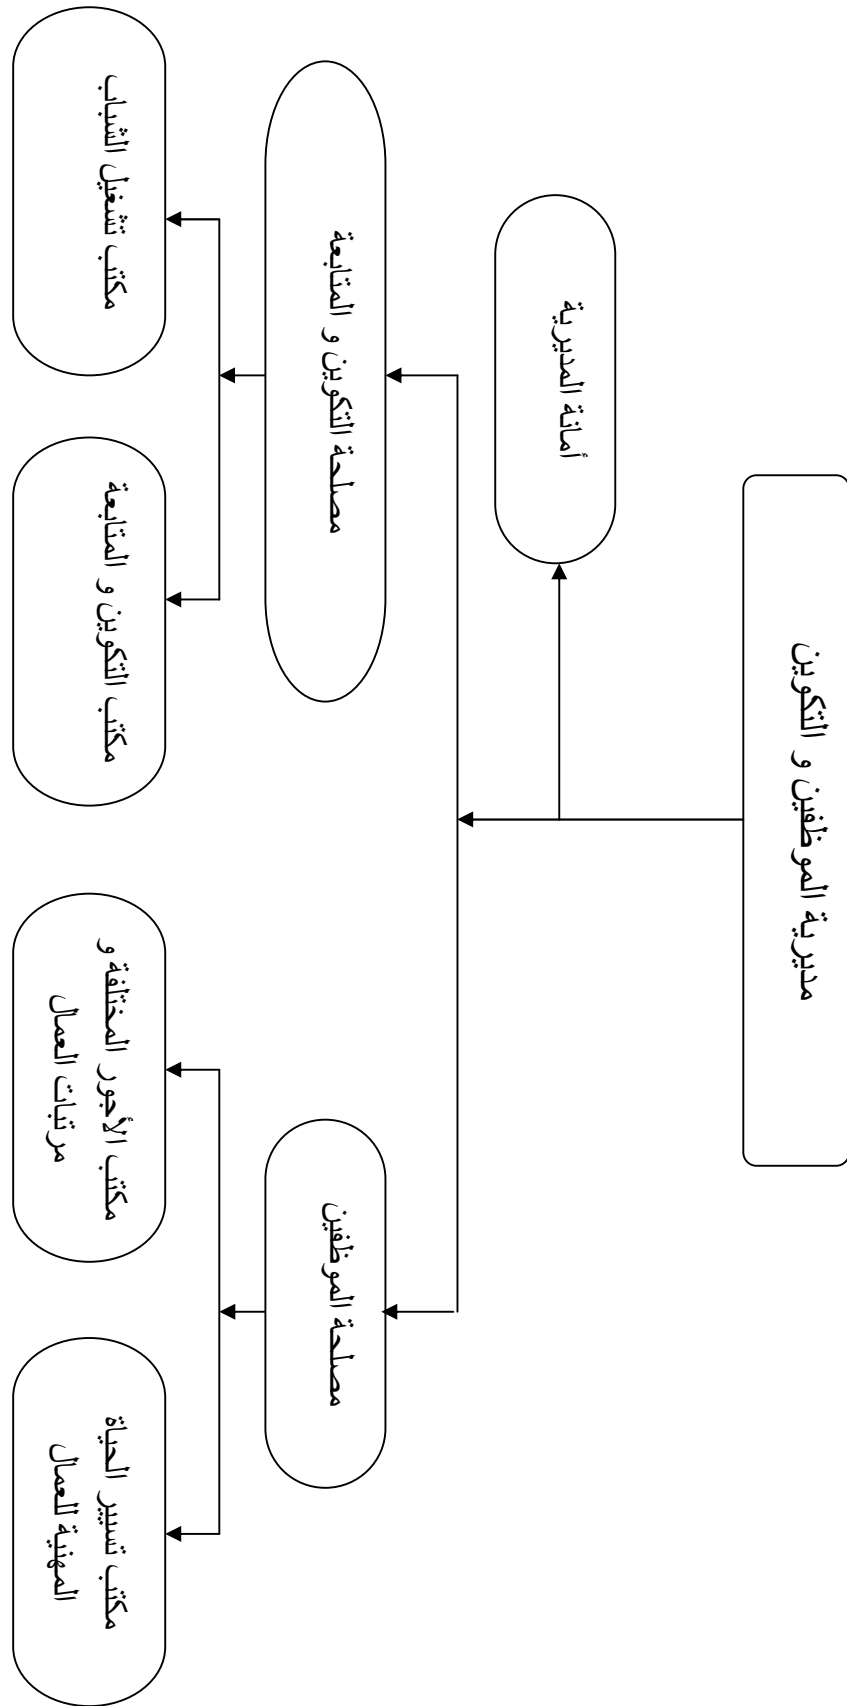 مديرية الموظفين و التكوين
أمانة المديرية
مصلحة الموظفين
مصلحة التكوين و المتابعة
مكتب تسيير الحياة
المهنية للعمال
مكتب الأجور المختلفة و
مرتبات العمال
مكتب التكوين و المتابعة
مكتب تشغيل الشباب